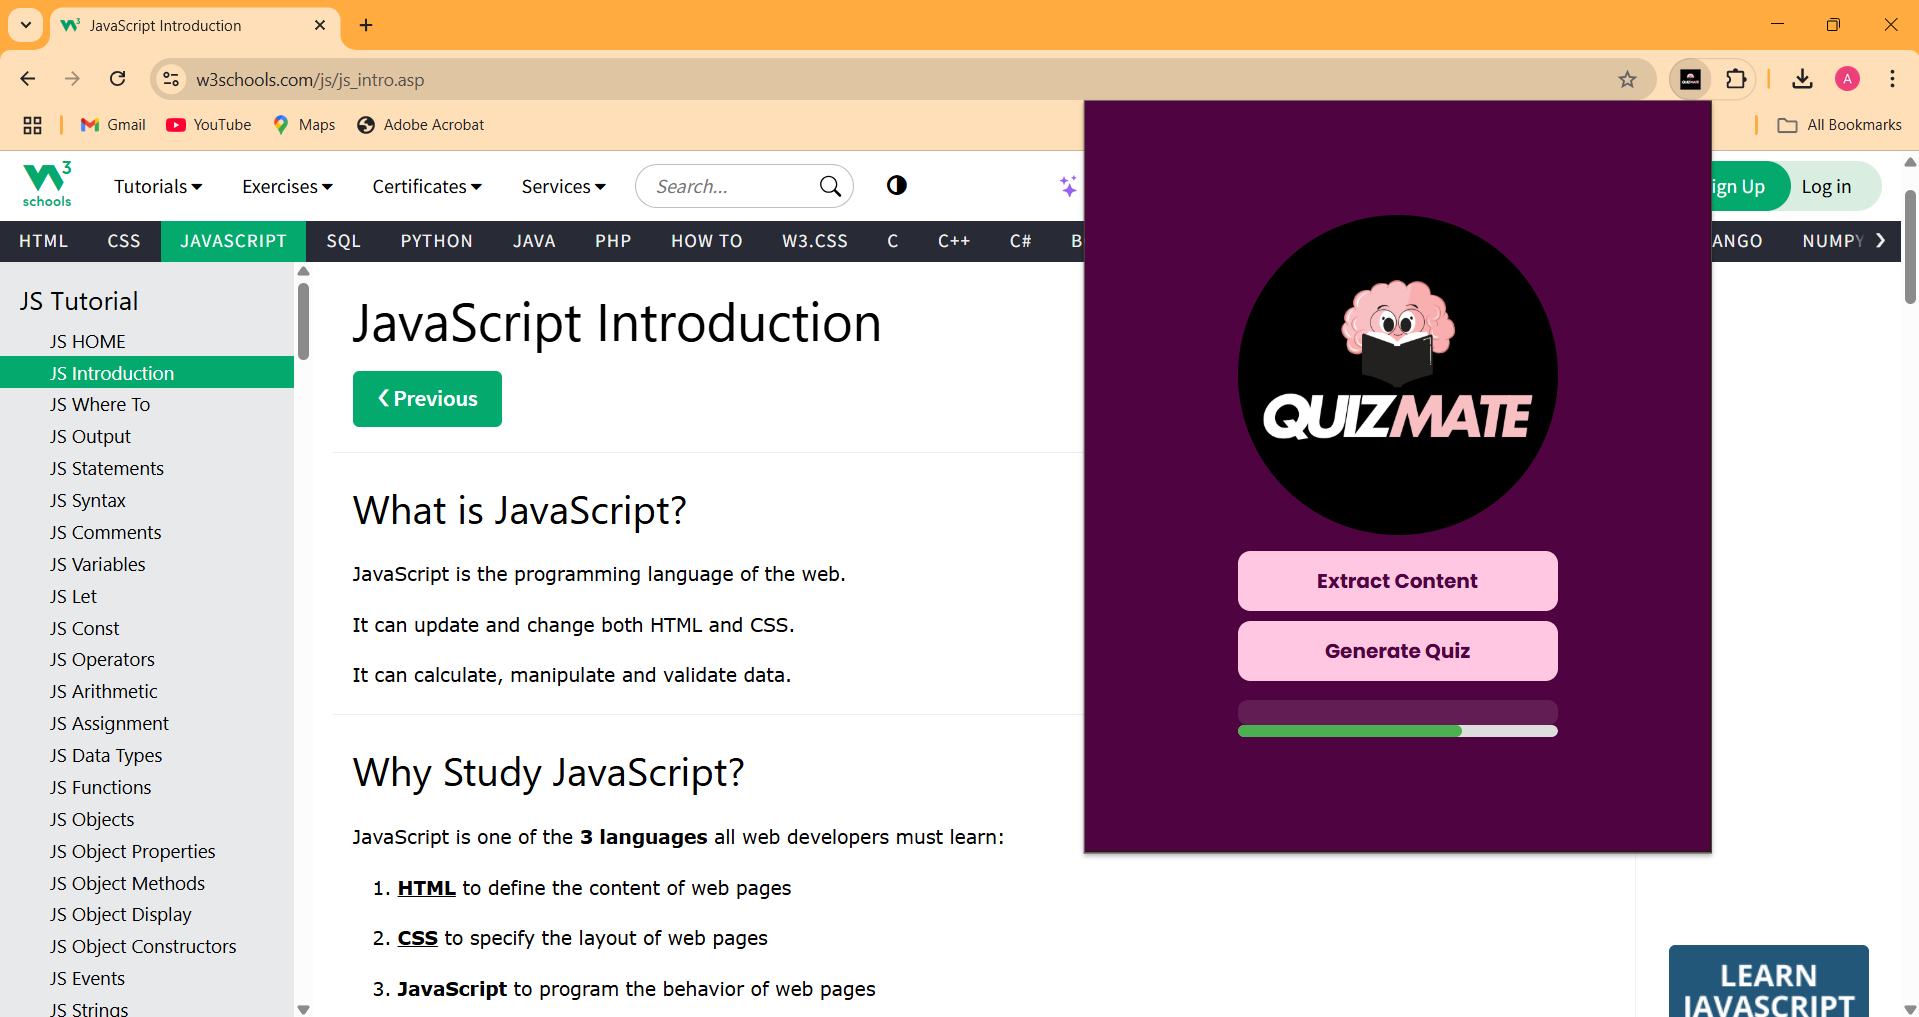 JavaScript Introduction
w3schools.com/js/js_intro.asp
QUIZMATE
A
Gmail
YouTube
Maps
Adobe Acrobat
All Bookmarks
W3
schools
Tutorials
Exercises
Certificates
Services
Search...
ign Up
Log in
HTML
CSS
JAVASCRIPT
SQL
PYTHON
JAVA
PHP
HOW TO
W3.CSS
C
C++
C#
B
ANGO
NUMPY
JS Tutorial
JS HOME
JS Introduction
JS Where To
JS Output
JS Statements
JS Syntax
JS Comments
JS Variables
JS Let
JS Const
JS Operators
JS Arithmetic
JS Assignment
JS Data Types
JS Functions
JS Objects
JS Object Properties
JS Object Methods
JS Object Display
JS Object Constructors
JS Events
JS Strings
JavaScript Introduction
❮ Previous
What is JavaScript?
JavaScript is the programming language of the web.
It can update and change both HTML and CSS.
It can calculate, manipulate and validate data.
Why Study JavaScript?
JavaScript is one of the 3 languages all web developers must learn:
1. HTML to define the content of web pages
2. CSS to specify the layout of web pages
3. JavaScript to program the behavior of web pages
QUIZMATE
Extract Content
Generate Quiz
LEARN
JAVASCRIPT